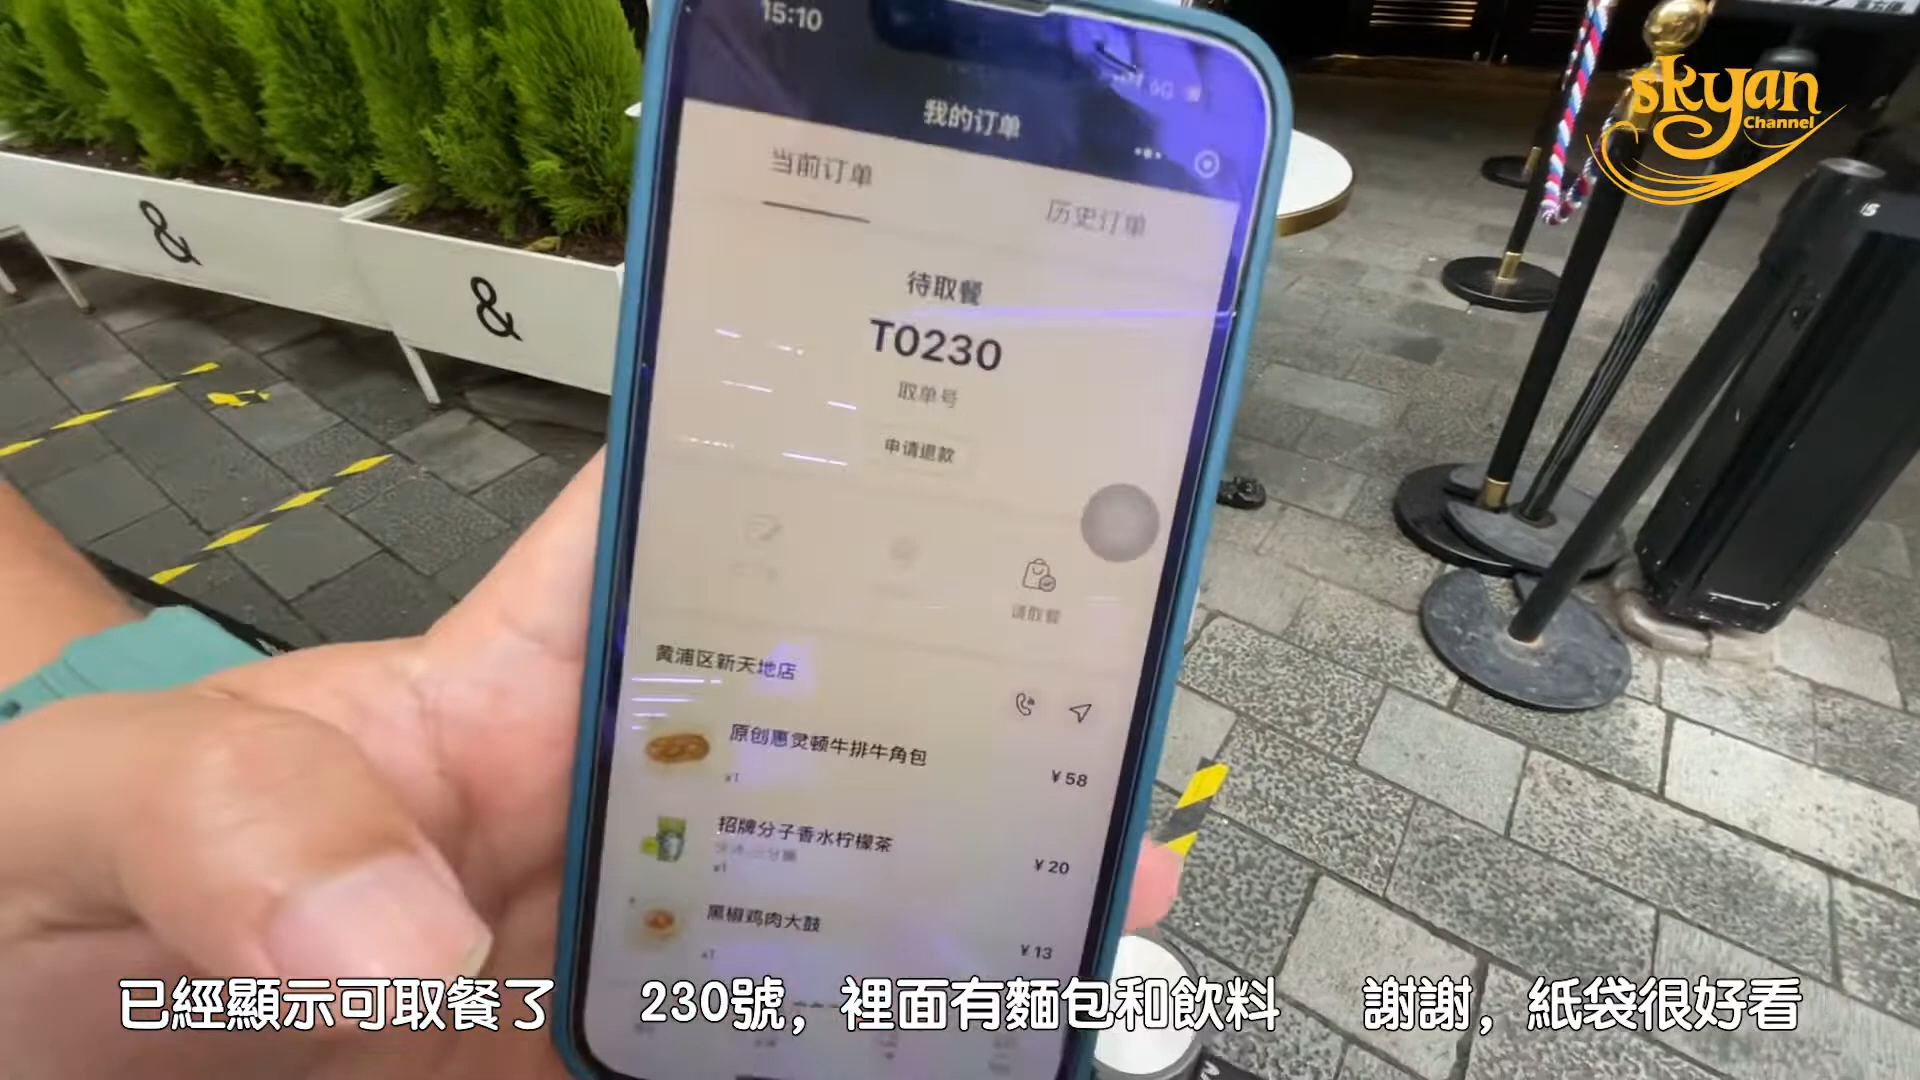 15:10
skyan
Channel
我的订单
当前订单
历史订单
待取餐
T0230
取单号
申请退款
请取餐
黄浦区新天地店
原创惠灵顿牛排牛角包
x1
¥58
招牌分子香水柠檬茶
x1
¥20
黑椒鸡肉大鼓
x1
¥13
&
&
已經顯示可取餐了 230號，裡面有麵包和飲料 謝謝，紙袋很好看